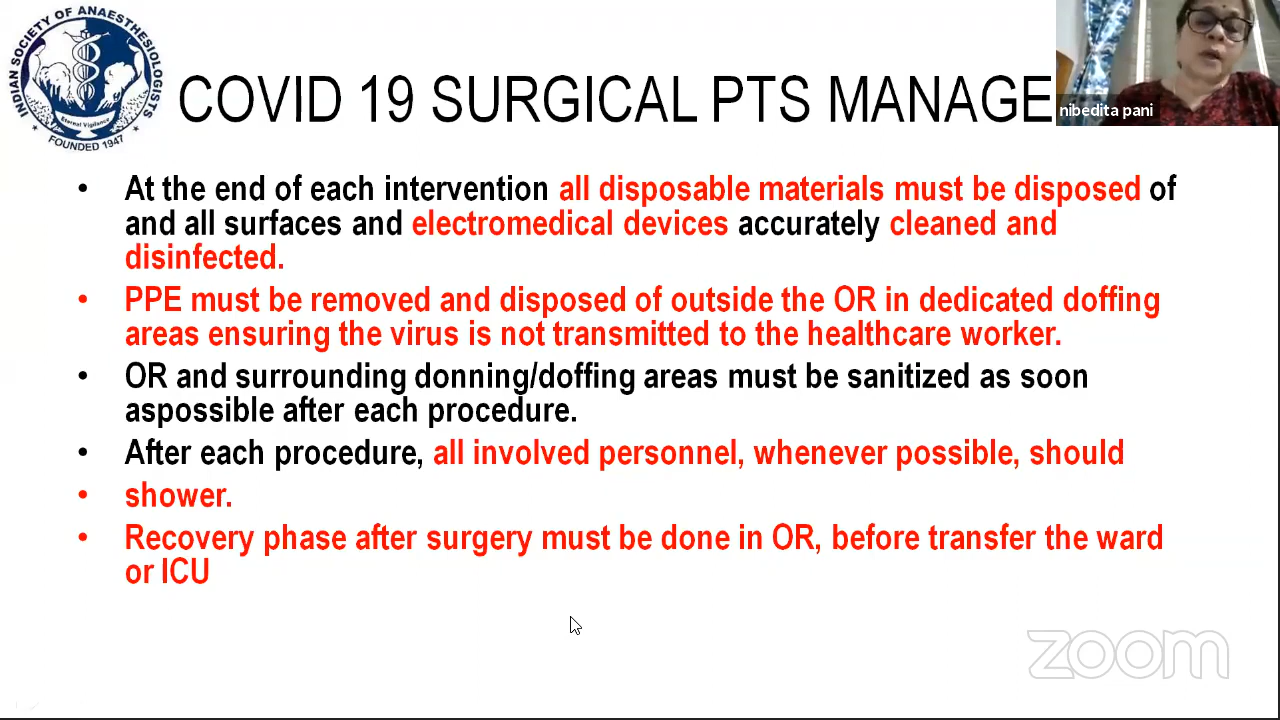 INDIAN SOCIETY OF ANAESTHESIOLOGISTS
Eternal Vigilance
FOUNDED 1947
COVID 19 SURGICAL PTS MANAGE
nibedita pani
• At the end of each intervention all disposable materials must be disposed of
and all surfaces and electromedical devices accurately cleaned and
disinfected.
• PPE must be removed and disposed of outside the OR in dedicated doffing
areas ensuring the virus is not transmitted to the healthcare worker.
• OR and surrounding donning/doffing areas must be sanitized as soon
aspossible after each procedure.
• After each procedure, all involved personnel, whenever possible, should
• shower.
• Recovery phase after surgery must be done in OR, before transfer the ward
or ICU
zoom